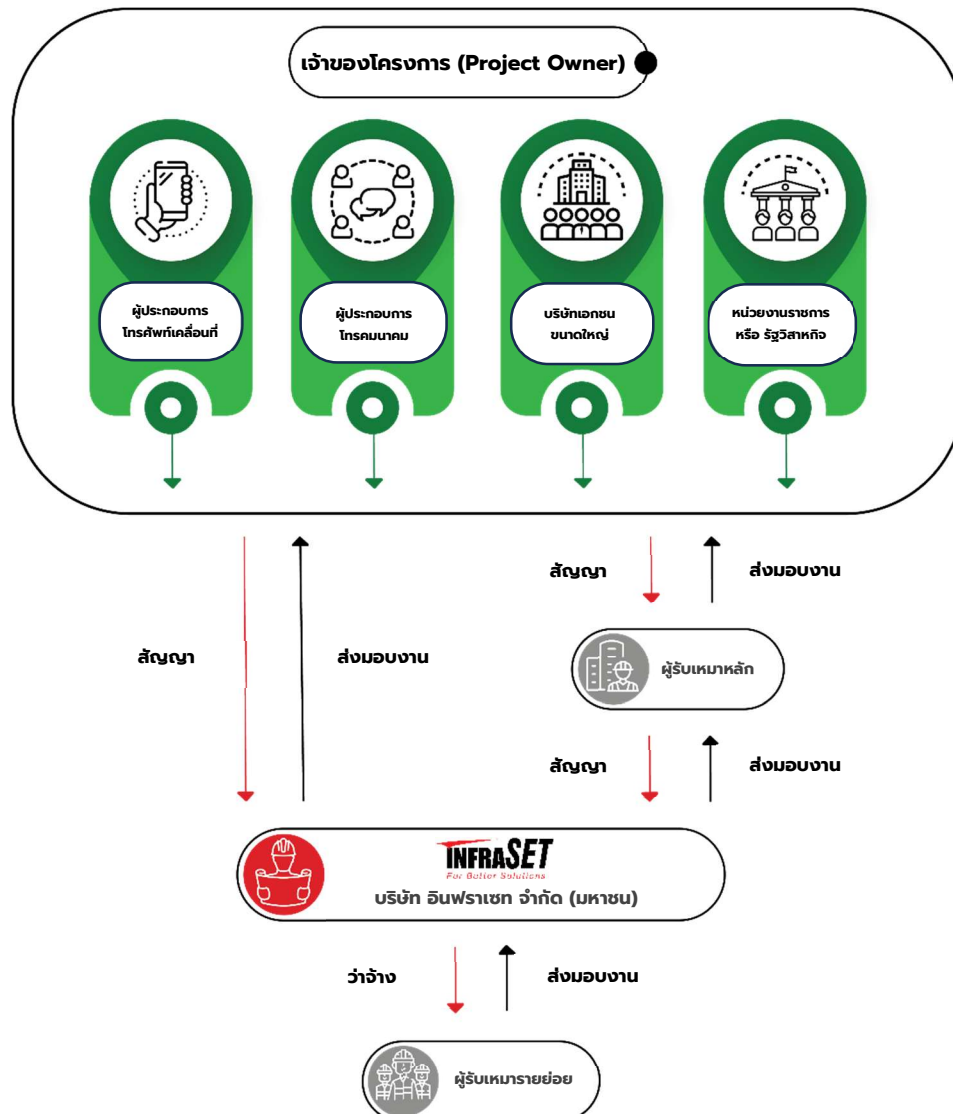 เจ้าของโครงการ (Project Owner)
ผู้ประกอบการ
โทรศัพท์เคลื่อนที่
ผู้ประกอบการ
โทรคมนาคม
บริษัทเอกชน
ขนาดใหญ่
หน่วยงานราชการ
หรือ รัฐวิสาหกิจ
สัญญา
ส่งมอบงาน
สัญญา
ส่งมอบงาน
ผู้รับเหมาหลัก
สัญญา
ส่งมอบงาน
INFRASET
For Better Solutions
บริษัท อินฟราเซท จำกัด (มหาชน)
ว่าจ้าง
ส่งมอบงาน
ผู้รับเหมารายย่อย